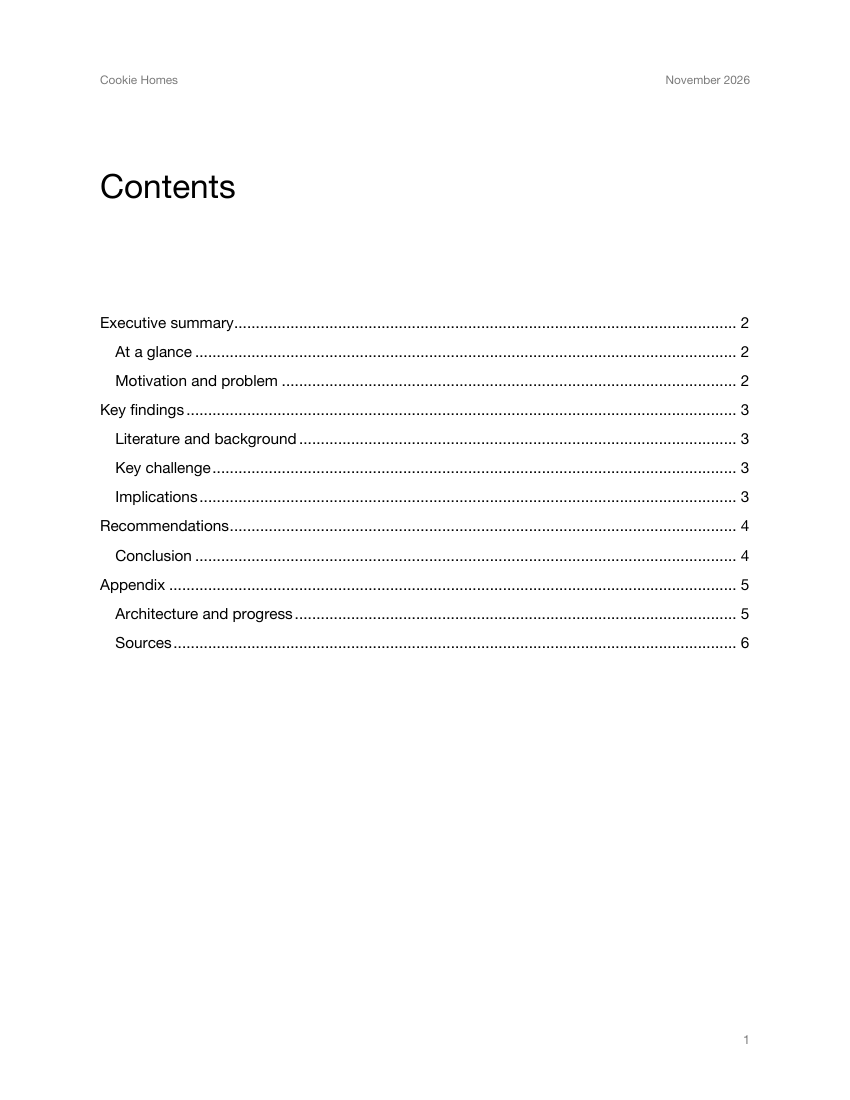 Cookie Homes November 2026
Contents
Executive summary 2
At a glance 2
Motivation and problem 2
Key findings 3
Literature and background 3
Key challenge 3
Implications 3
Recommendations 4
Conclusion 4
Appendix 5
Architecture and progress 5
Sources 6
1